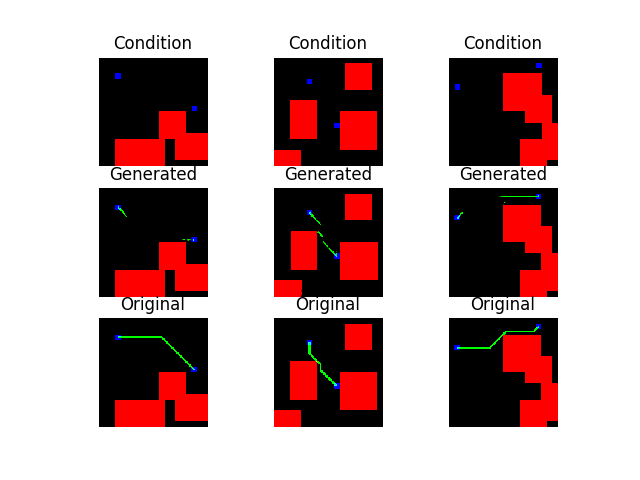 Condition Condition Condition
Generated Generated Generated
Original Original Original